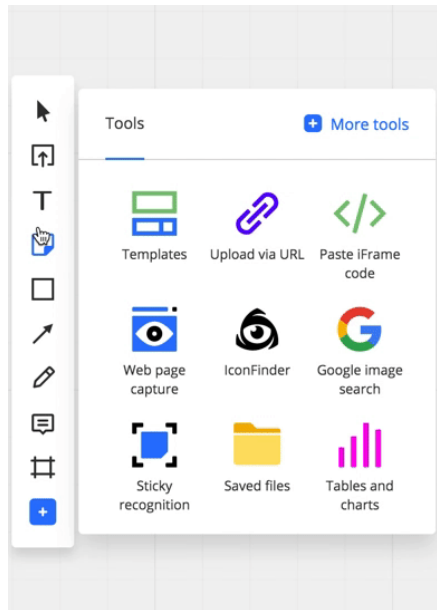 Tools
More tools
Templates
Upload via URL
Paste iFrame
code
Web page
capture
IconFinder
Google image
search
Sticky
recognition
Saved files
Tables and
charts